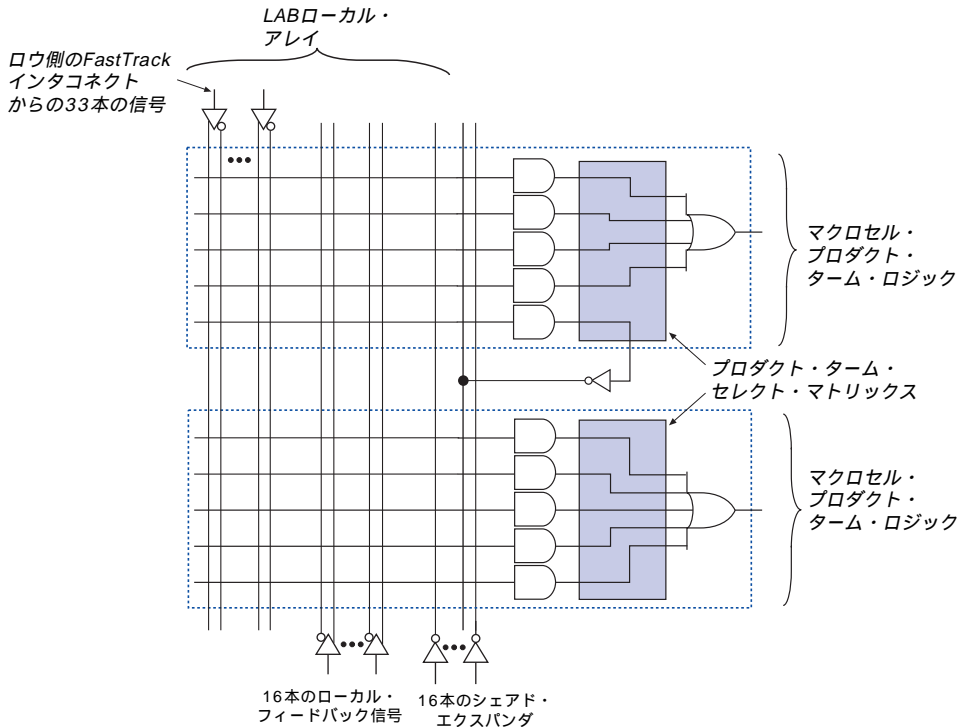 LABローカル・
アレイ
ロウ側のFastTrack
インタコネクト
からの33本の信号
マクロセル・
プロダクト・
ターム・ロジック
プロダクト・ターム・
セレクト・マトリックス
マクロセル・
プロダクト・
ターム・ロジック
16本のローカル・
フィードバック信号
16本のシェアド・
エクスパンダ